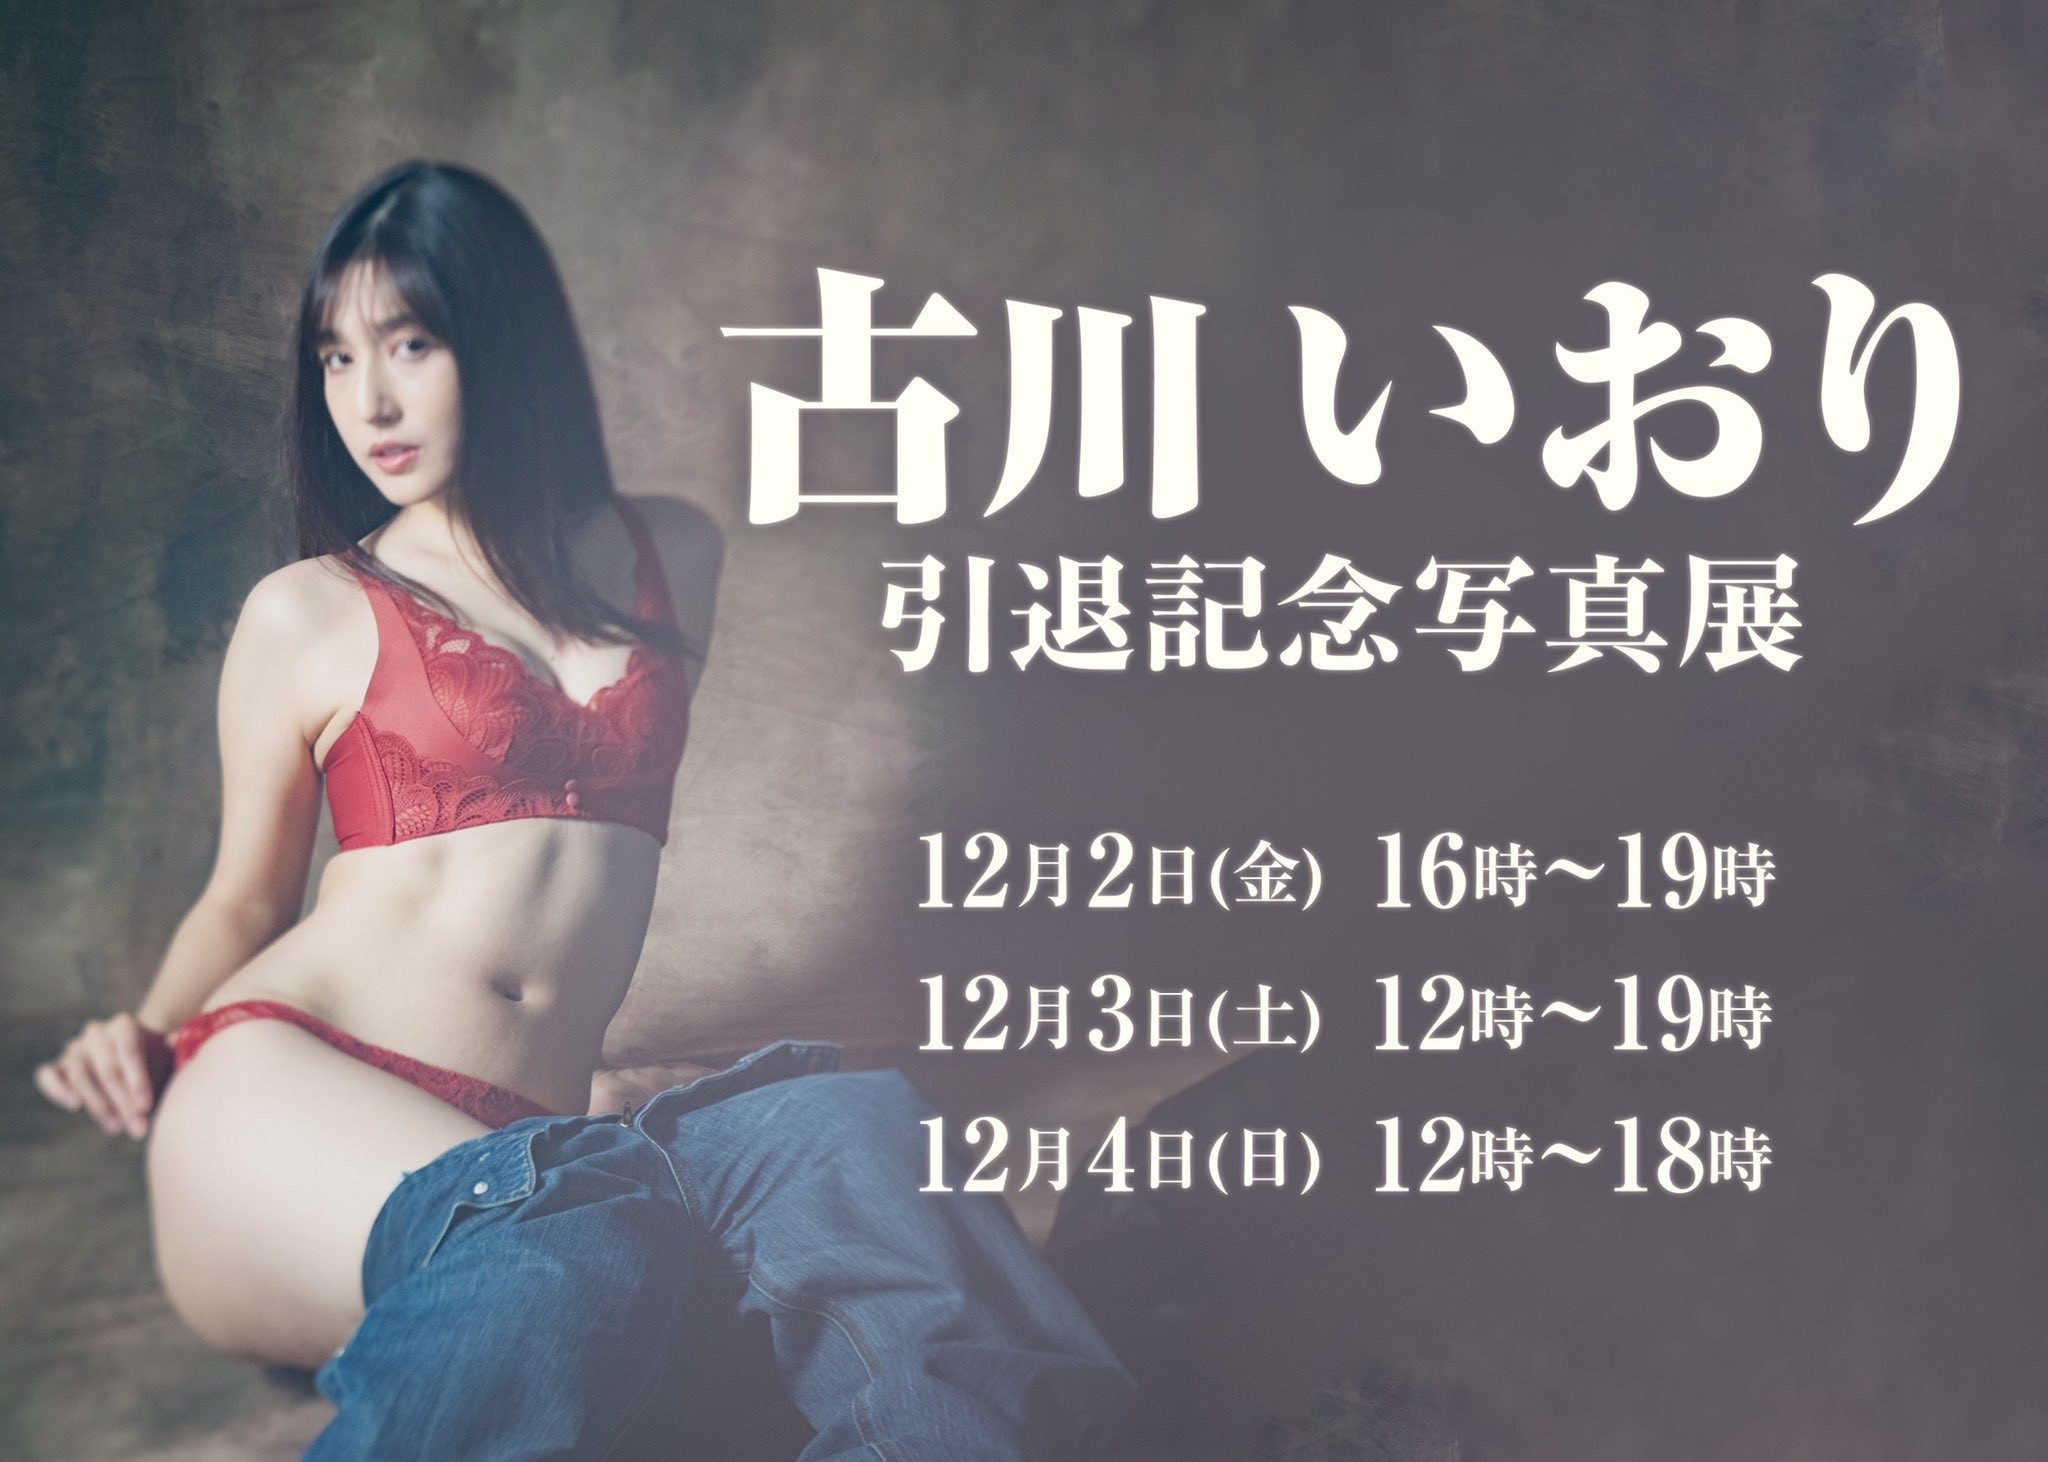 古川 いおり
引退記念写真展
12月2日(金) 16時～19時
12月3日(土) 12時～19時
12月4日(日) 12時～18時